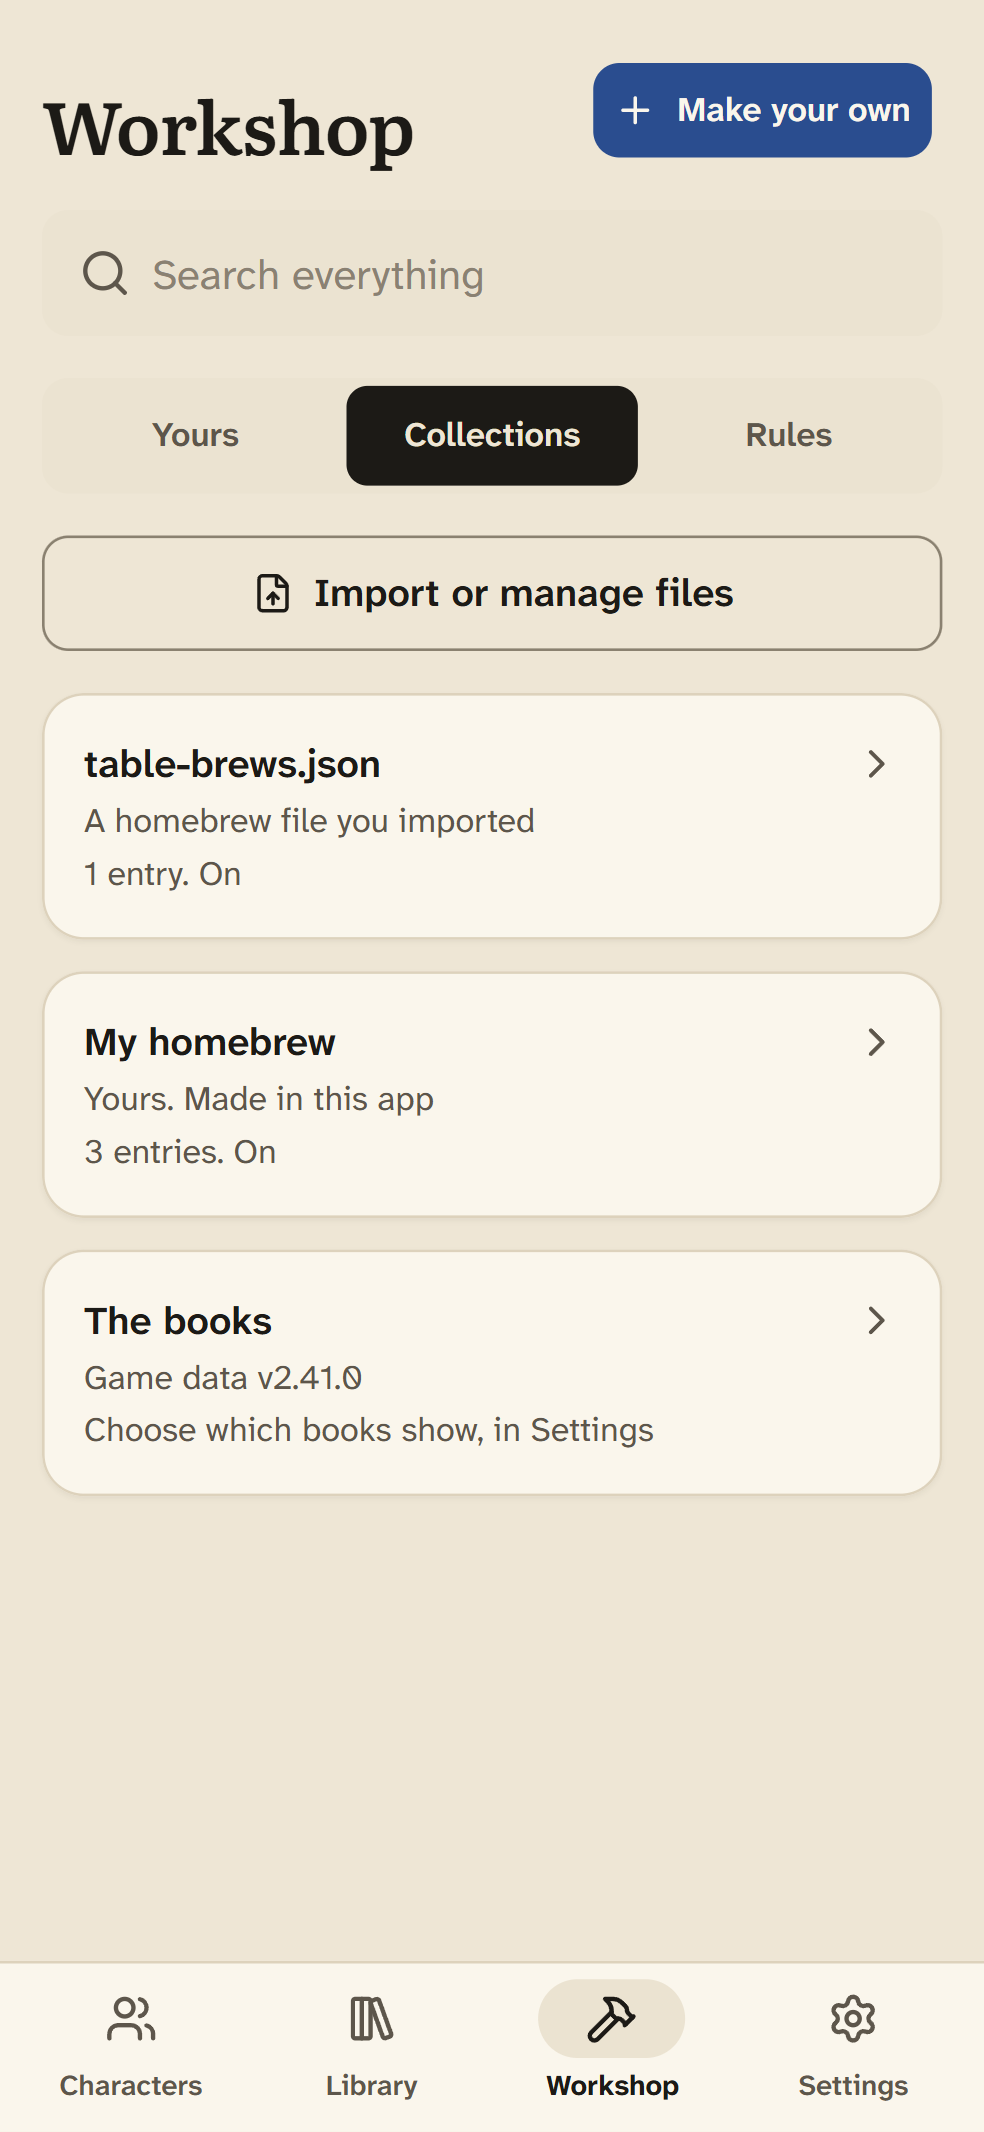 Workshop
Make your own
Search everything
Yours
Collections
Rules
Import or manage files
table-brews.json
A homebrew file you imported
1 entry. On
My homebrew
Yours. Made in this app
3 entries. On
The books
Game data v2.41.0
Choose which books show, in Settings
Characters
Library
Workshop
Settings